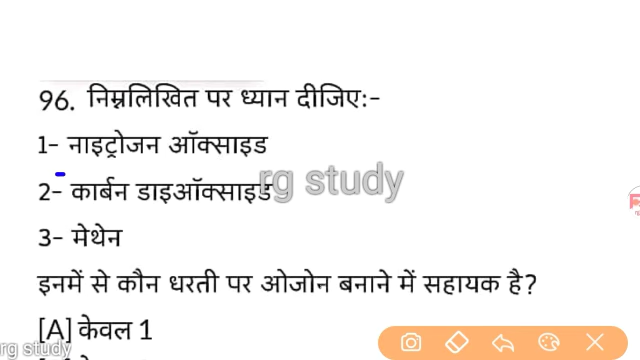 96. निम्नलिखित पर ध्यान दीजिए:-
1- नाइट्रोजन ऑक्साइड
2- कार्बन डाइऑक्साइड
rg study
3- मेथेन
इनमें से कौन धरती पर ओजोन बनाने में सहायक है?
[A] केवल 1
rg study